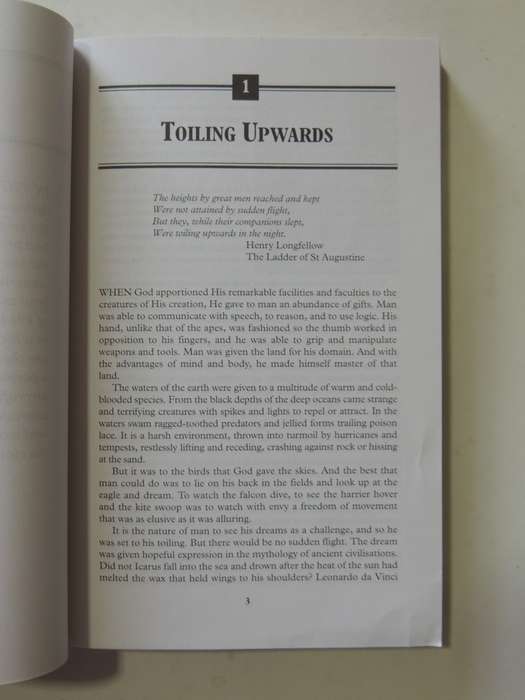 1
TOILING UPWARDS
The heights by great men reached and kept
Were not attained by sudden flight,
But they, while their companions slept,
Were toiling upwards in the night.
Henry Longfellow
The Ladder of St Augustine
WHEN God apportioned His remarkable facilities and faculties to the
creatures of His creation, He gave to man an abundance of gifts. Man
was able to communicate with speech, to reason, and to use logic. His
hand, unlike that of the apes, was fashioned so the thumb worked in
opposition to his fingers, and he was able to grip and manipulate
weapons and tools. Man was given the land for his domain. And with
the advantages of mind and body, he made himself master of that
land.
The waters of the earth were given to a multitude of warm and cold-
blooded species. From the black depths of the deep oceans came strange
and terrifying creatures with spikes and lights to repel or attract. In the
waters swam ragged-toothed predators and jellied forms trailing poison
lace. It is a harsh environment, thrown into turmoil by hurricanes and
tempests, restlessly lifting and receding, crashing against rock or hissing
at the sand.
But it was to the birds that God gave the skies. And the best that
man could do was to lie on his back in the fields and look up at the
eagle and dream. To watch the falcon dive, to see the harrier hover
and the kite swoop was to watch with envy a freedom of movement
that was as elusive as it was alluring.
It is the nature of man to see his dreams as a challenge, and so he
was set to his toiling. But there would be no sudden flight. The dream
was given hopeful expression in the mythology of ancient civilisations.
Did not Icarus fall into the sea and drown after the heat of the sun had
melted the wax that held wings to his shoulders? Leonardo da Vinci
3